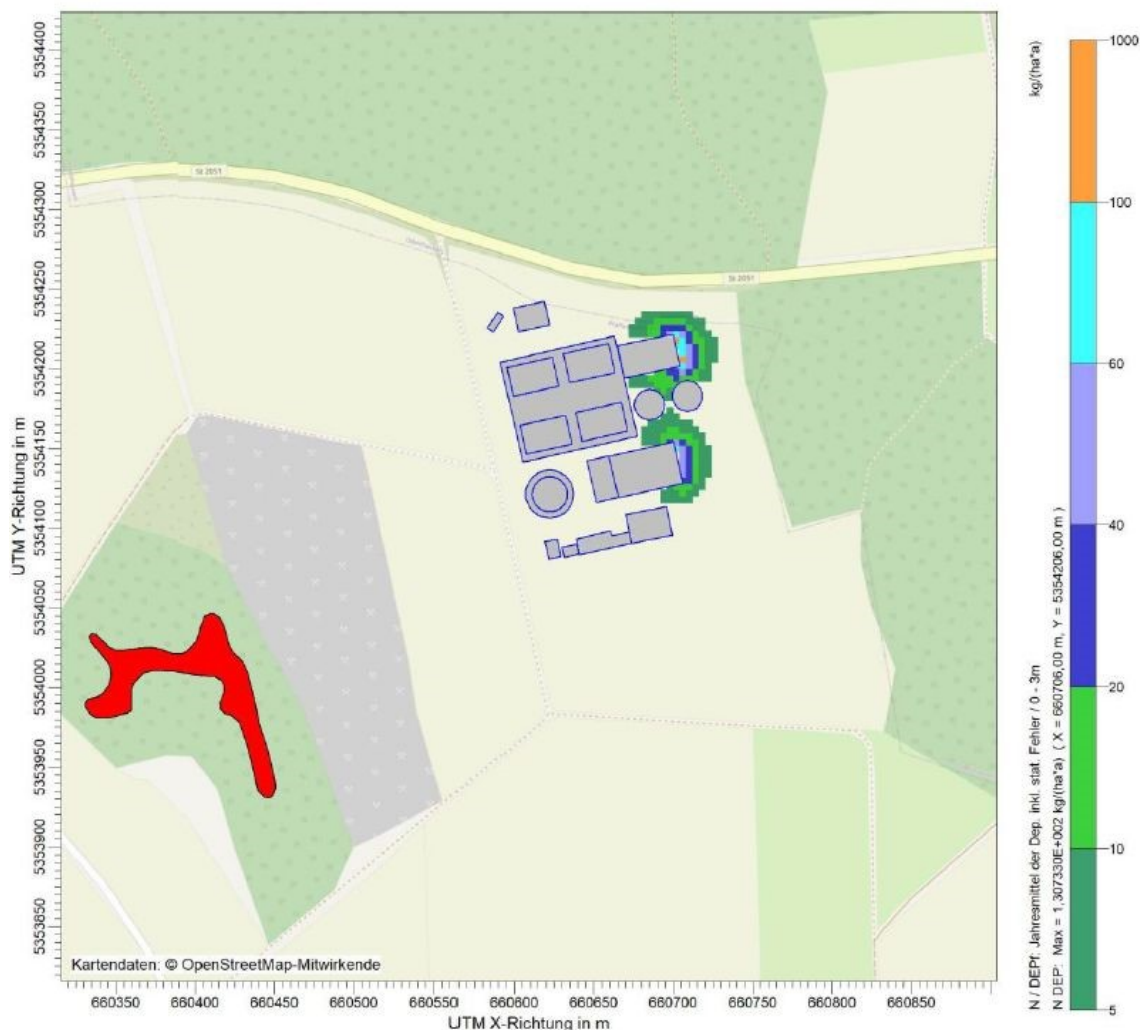 5354400
5354350
5354300
5354250
5354200
5354150
5354100
5354050
5354000
5353950
5353900
5353850
UTM Y-Richtung in m
St 2051
St 2051
Kartendaten: © OpenStreetMap-Mitwirkende
660350 660400 660450 660500 660550 660600 660650 660700 660750 660800 660850
UTM X-Richtung in m
kg/(ha*a)
1000
100
60
40
20
10
5
N / DEPf: Jahresmittel der Dep. inkl. stat. Fehler / 0 - 3m
N DEP: Max = 1,307330E+002 kg/(ha*a) ( X = 660706,00 m, Y = 5354206,00 m )